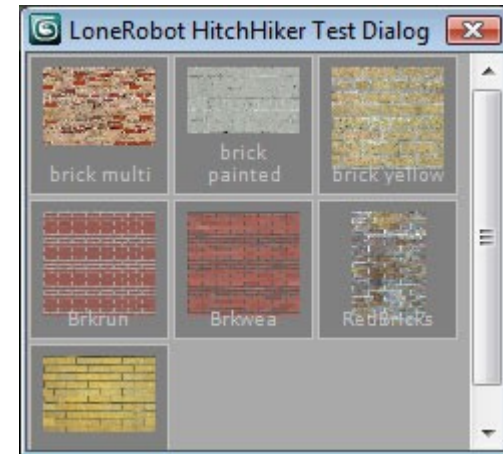 LoneRobot HitchHiker Test Dialog
brick multi
brick
painted
brick yellow
Brkrun
Brkwea
RedBricks